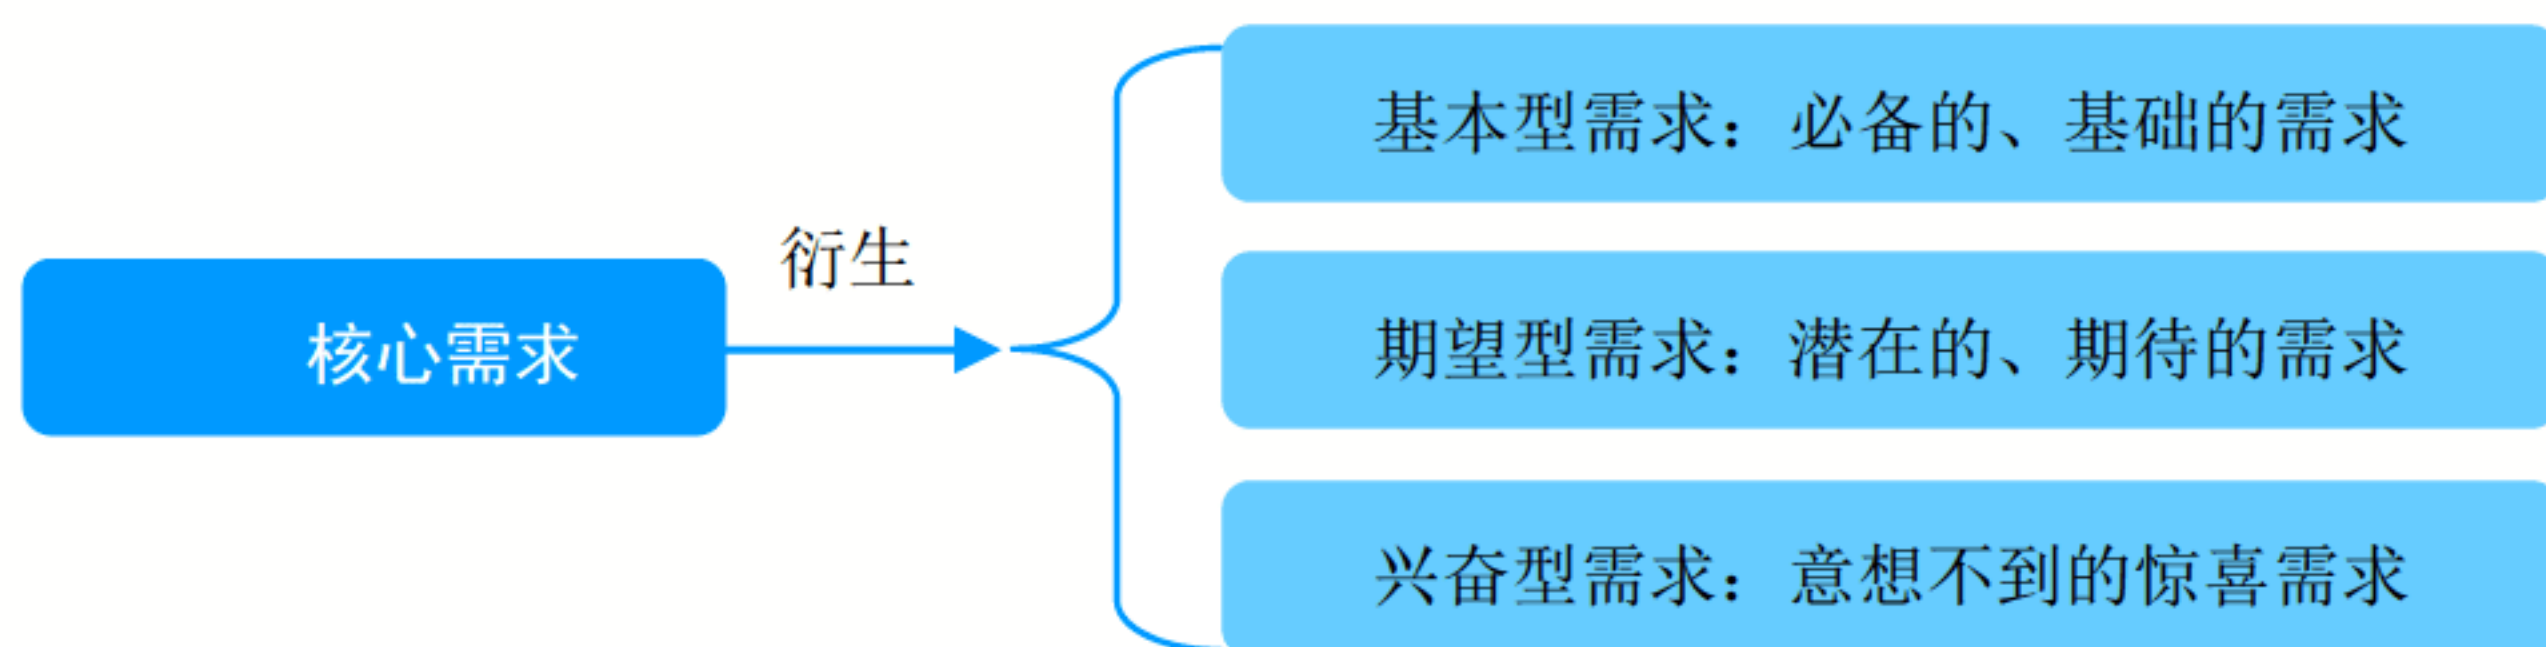 核心需求
衍生
基本型需求：必备的、基础的需求
期望型需求：潜在的、期待的需求
兴奋型需求：意想不到的惊喜需求